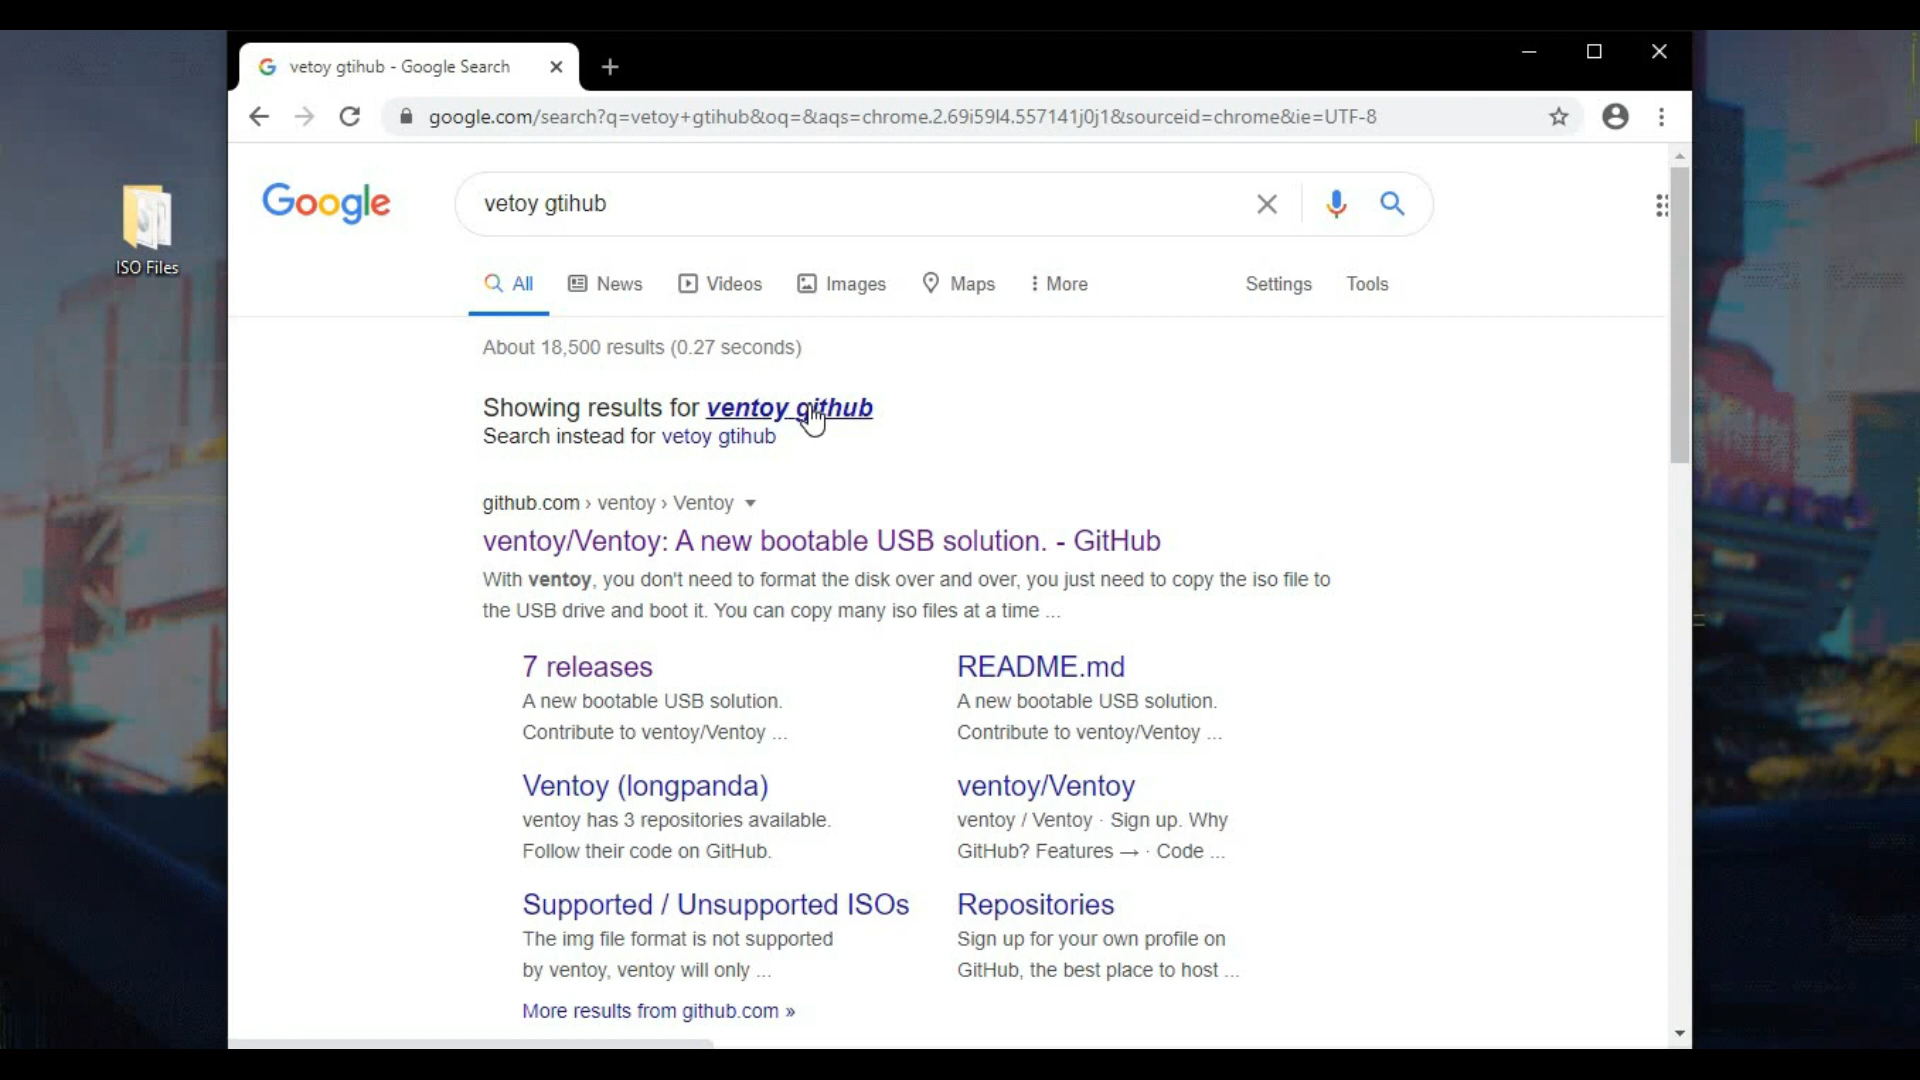 vetoy gtihub - Google Search
google.com/search?q=vetoy+gtihub&oq=&aqs=chrome.2.69i59l4.557141j0j1&sourceid=chrome&ie=UTF-8
ISO Files
Google
vetoy gtihub
All News Videos Images Maps More Settings Tools
About 18,500 results (0.27 seconds)
Showing results for ventoy github
Search instead for vetoy gtihub
github.com › ventoy › Ventoy
ventoy/Ventoy: A new bootable USB solution. - GitHub
With ventoy, you don't need to format the disk over and over, you just need to copy the iso file to
the USB drive and boot it. You can copy many iso files at a time ...
7 releases
A new bootable USB solution.
Contribute to ventoy/Ventoy ...
README.md
A new bootable USB solution.
Contribute to ventoy/Ventoy ...
Ventoy (longpanda)
ventoy has 3 repositories available.
Follow their code on GitHub.
ventoy/Ventoy
ventoy / Ventoy · Sign up. Why
GitHub? Features → · Code ...
Supported / Unsupported ISOs
The img file format is not supported
by ventoy, ventoy will only ...
Repositories
Sign up for your own profile on
GitHub, the best place to host ...
More results from github.com »